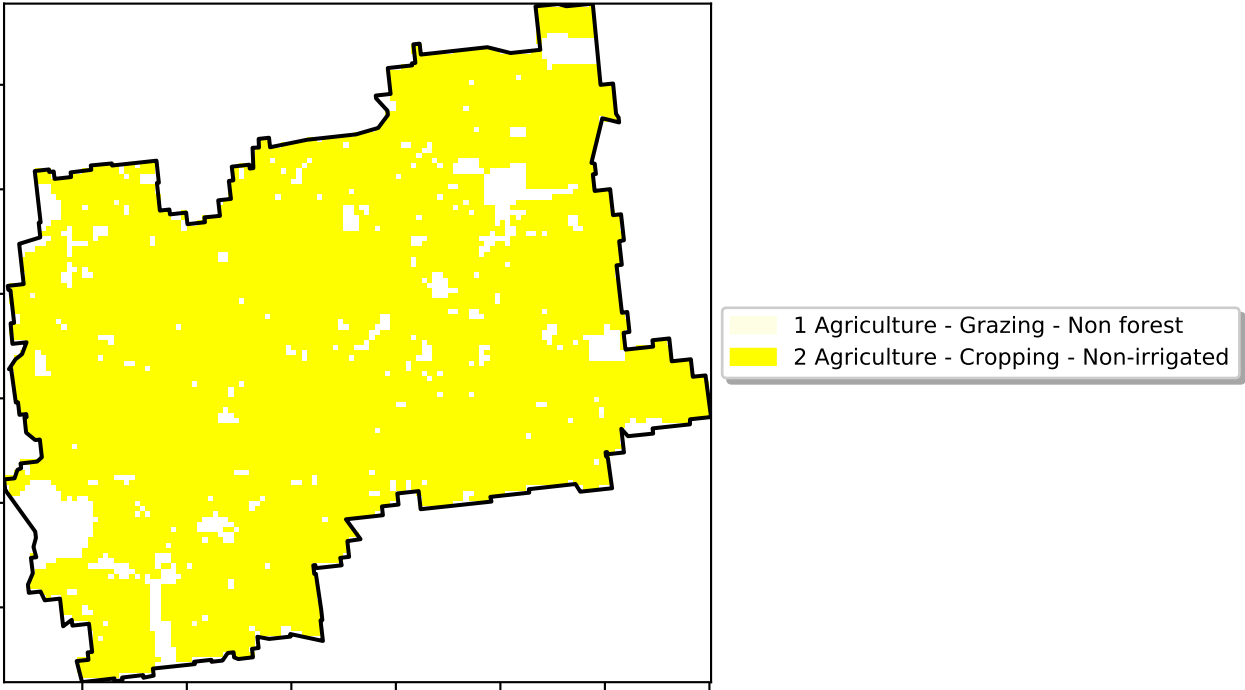 1 Agriculture - Grazing - Non forest
2 Agriculture - Cropping - Non-irrigated